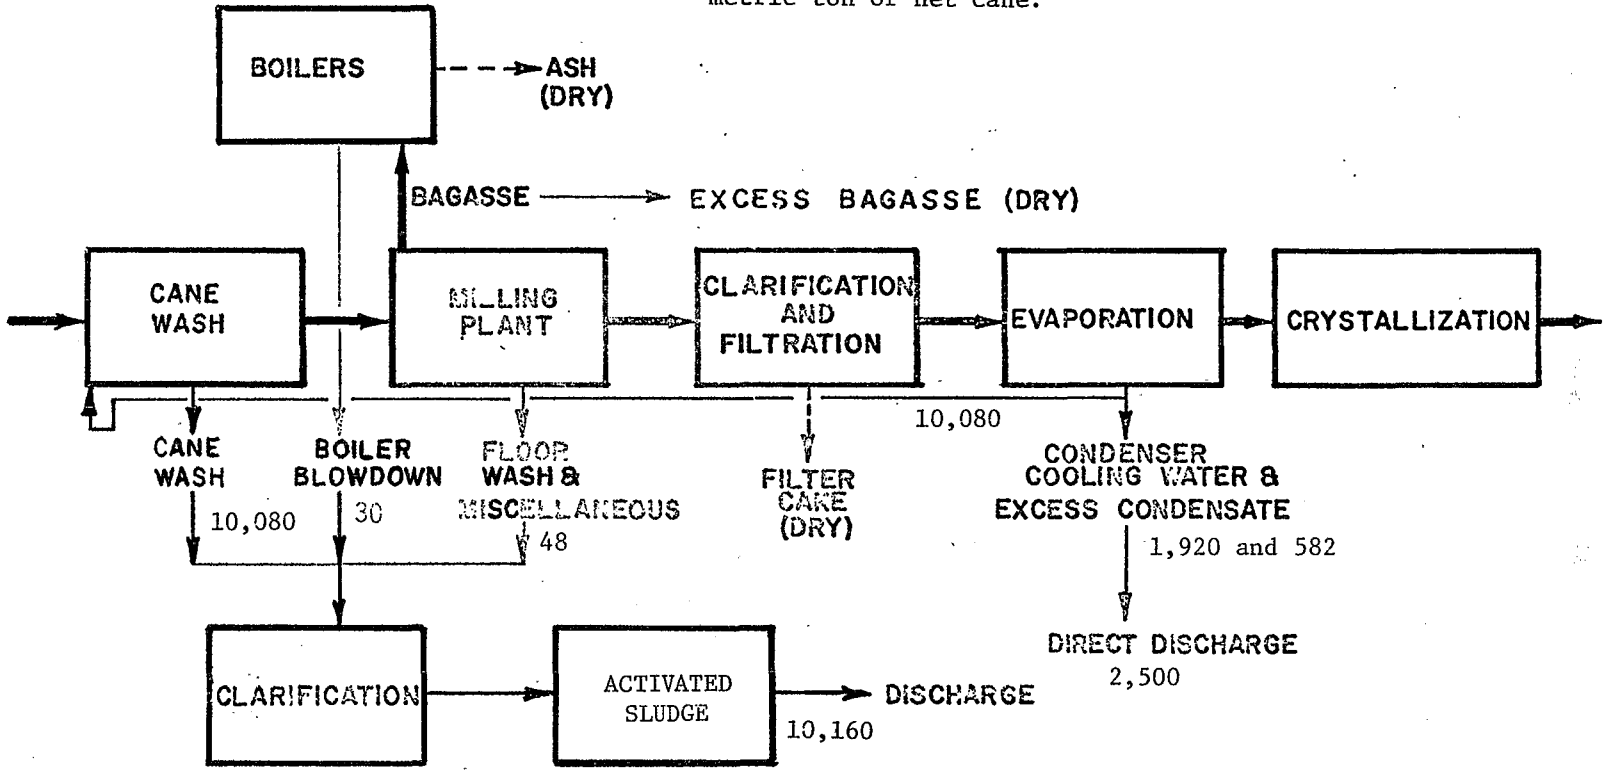 metric ton of net cane.
BOILERS
ASH
(DRY)
BAGASSE
EXCESS BAGASSE (DRY)
CANE
WASH
MILLING
PLANT
CLARIFICATION
AND
FILTRATION
EVAPORATION
CRYSTALLIZATION
10,080
CANE
WASH
10,080
BOILER
BLOWDOWN
30
FLOOR
WASH &
MISCELLANEOUS
48
FILTER
CAKE
(DRY)
CONDENSER
COOLING WATER &
EXCESS CONDENSATE
1,920 and 582
DIRECT DISCHARGE
2,500
CLARIFICATION
ACTIVATED
SLUDGE
DISCHARGE
10,160